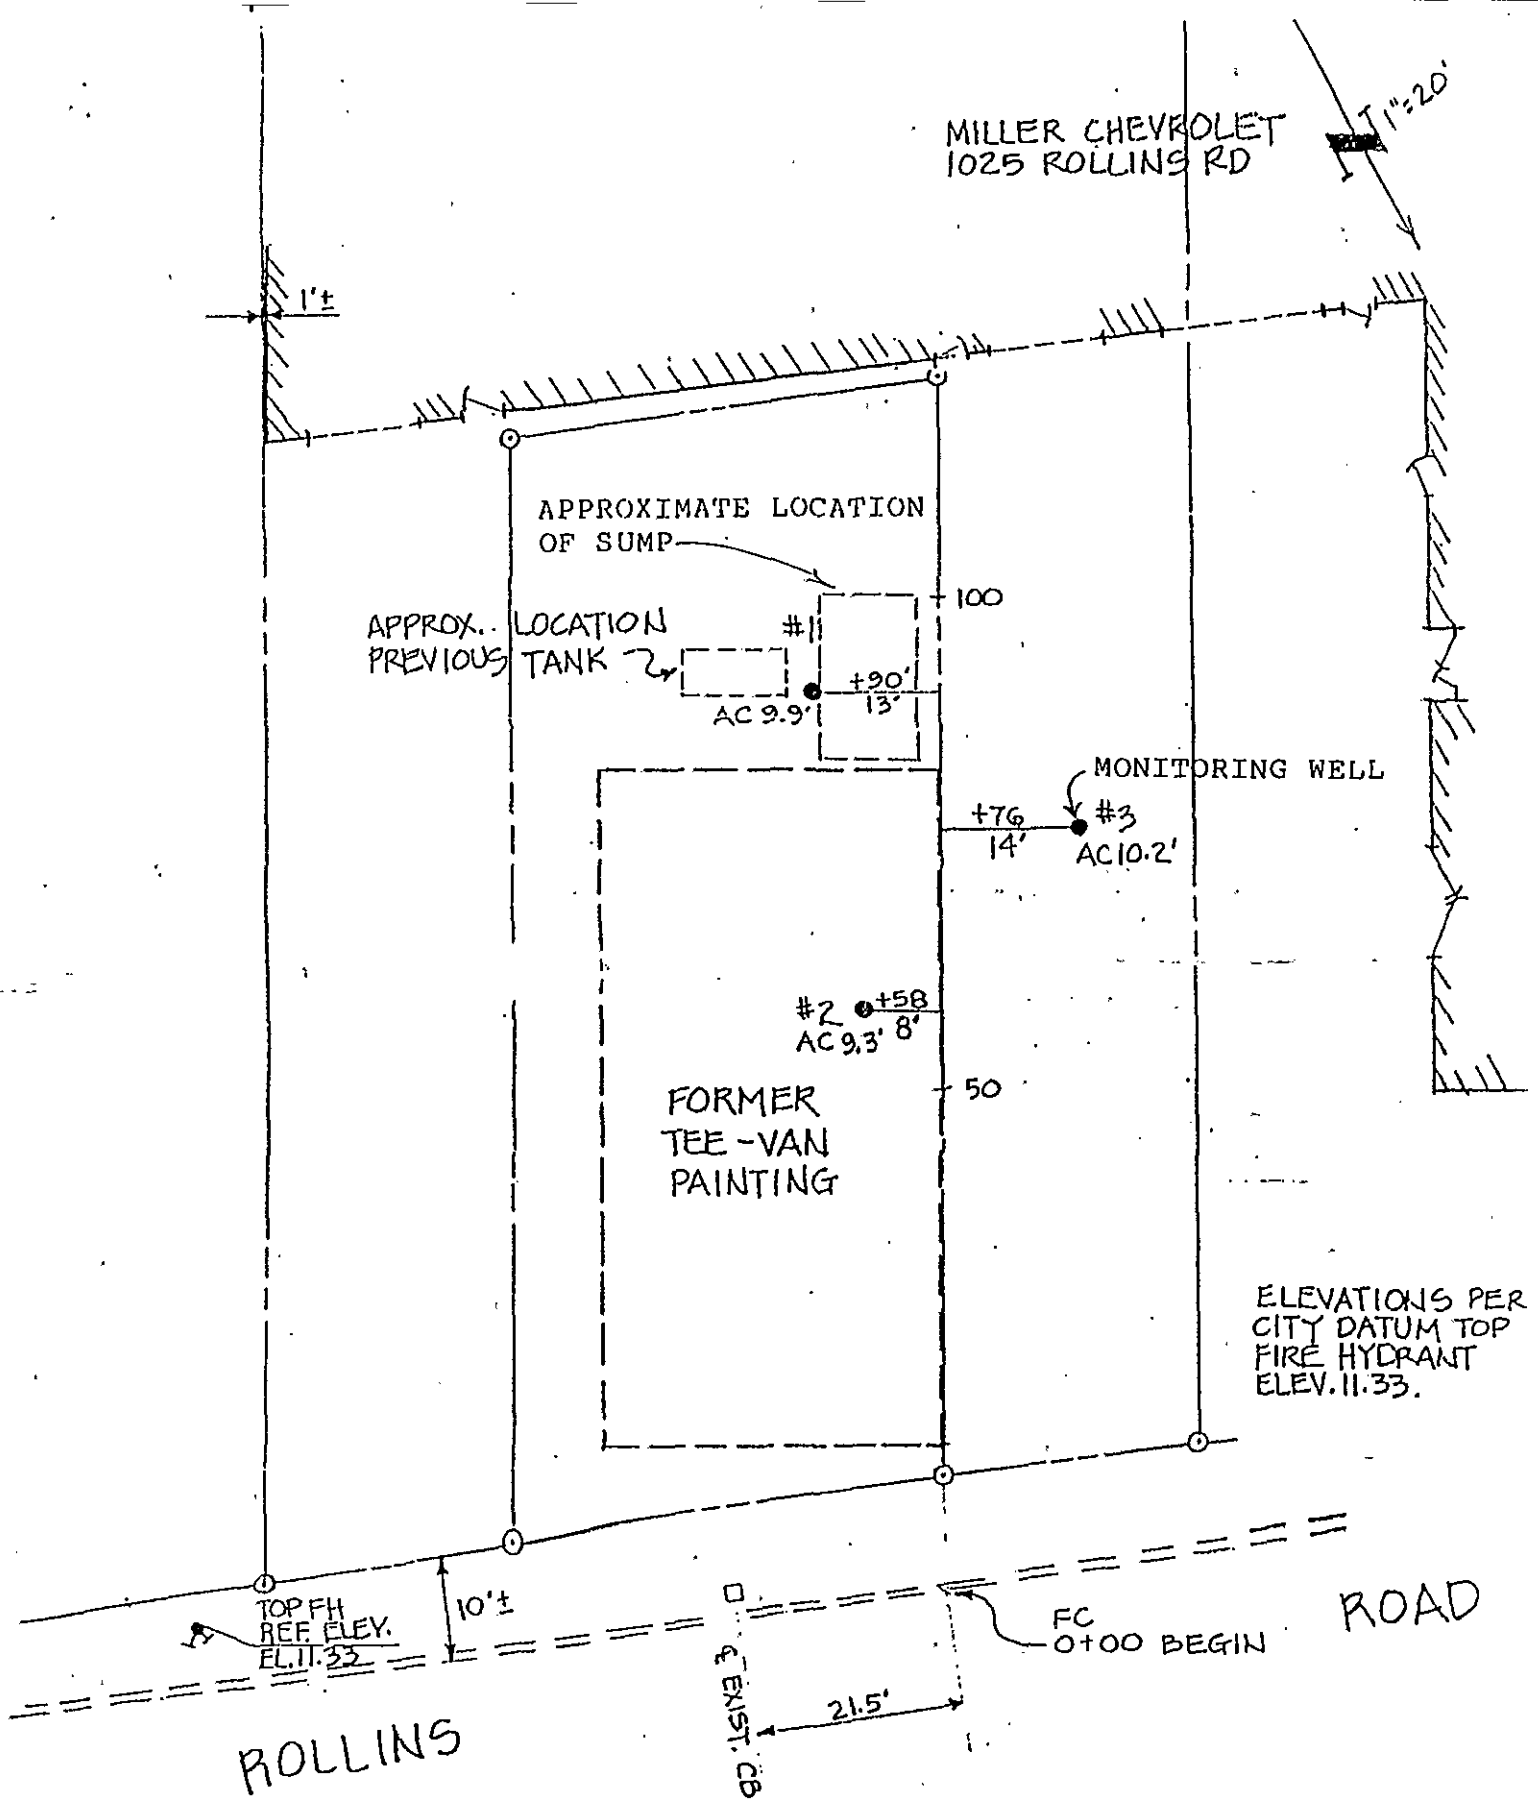 1"=20'
MILLER CHEVROLET
1025 ROLLINS RD
1'±
APPROXIMATE LOCATION
OF SUMP
100
APPROX.. LOCATION
PREVIOUS TANK
#1
+90'
13'
AC 9.9'
MONITORING WELL
+76
14'
#3
AC10.2'
#2
+58
8'
AC 9.3'
50
FORMER
TEE-VAN
PAINTING
ELEVATIONS PER
CITY DATUM TOP
FIRE HYDRANT
ELEV.11.33.
TOP FH
REF. ELEV.
EL.11.33
10'±
FC
0+00 BEGIN
ROAD
℄ EXIST. CB
21.5'
ROLLINS